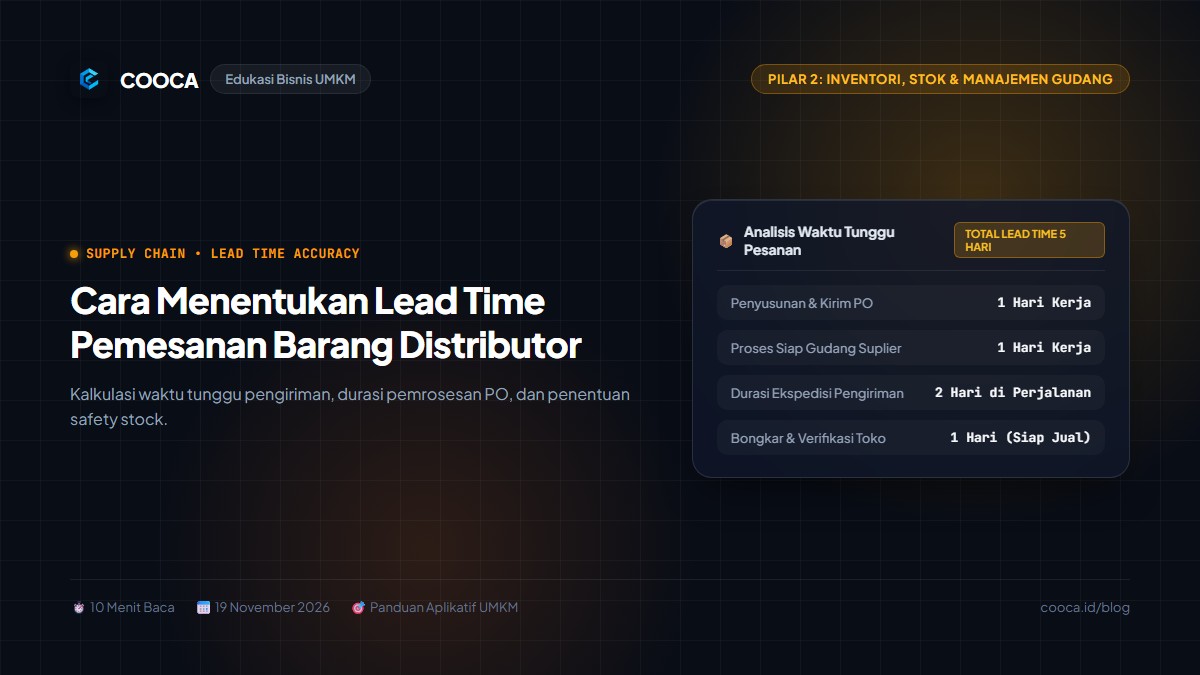 COOCA
Edukasi Bisnis UMKM
PILAR 2: INVENTORI, STOK & MANAJEMEN GUDANG
SUPPLY CHAIN • LEAD TIME ACCURACY
Cara Menentukan Lead Time
Pemesanan Barang Distributor
Kalkulasi waktu tunggu pengiriman, durasi pemrosesan PO, dan penentuan
safety stock.
Analisis Waktu Tunggu
Pesanan
TOTAL LEAD TIME 5
HARI
Penyusunan & Kirim PO 1 Hari Kerja
Proses Siap Gudang Suplier 1 Hari Kerja
Durasi Ekspedisi Pengiriman 2 Hari di Perjalanan
Bongkar & Verifikasi Toko 1 Hari (Siap Jual)
10 Menit Baca 19 November 2026 Panduan Aplikatif UMKM
cooca.id/blog